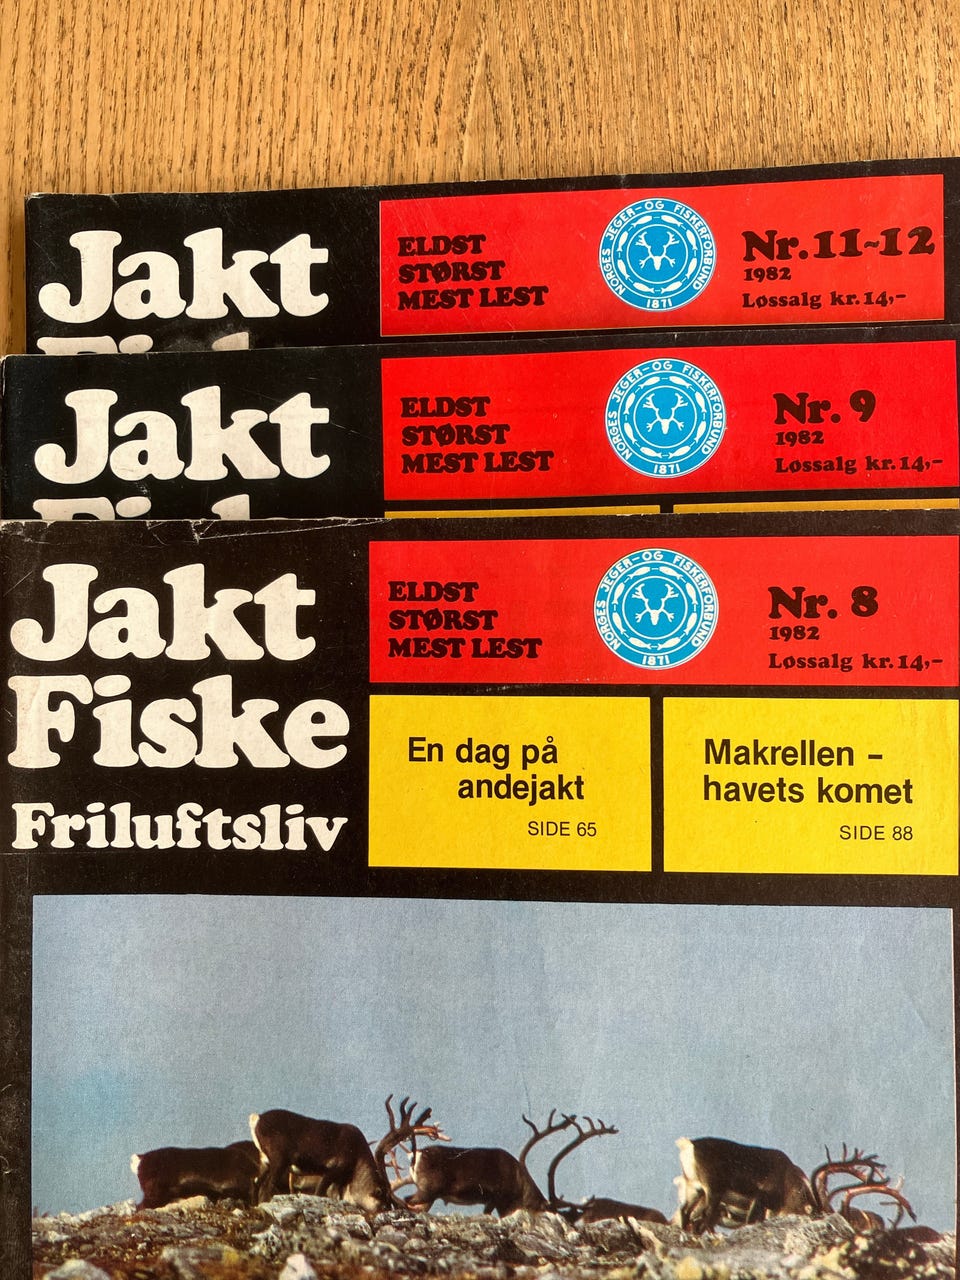 Jakt
ELDST
STØRST
MEST LEST
NORGES JEGER-OG FISKERFORBUND
1871
Nr. 11-12
1982
Løssalg kr. 14,-
Jakt
ELDST
STØRST
MEST LEST
NORGES JEGER-OG FISKERFORBUND
1871
Nr. 9
1982
Løssalg kr. 14,-
Jakt
Fiske
Friluftsliv
ELDST
STØRST
MEST LEST
NORGES JEGER-OG FISKERFORBUND
1871
Nr. 8
1982
Løssalg kr. 14,-
En dag på
andejakt
SIDE 65
Makrellen –
havets komet
SIDE 88